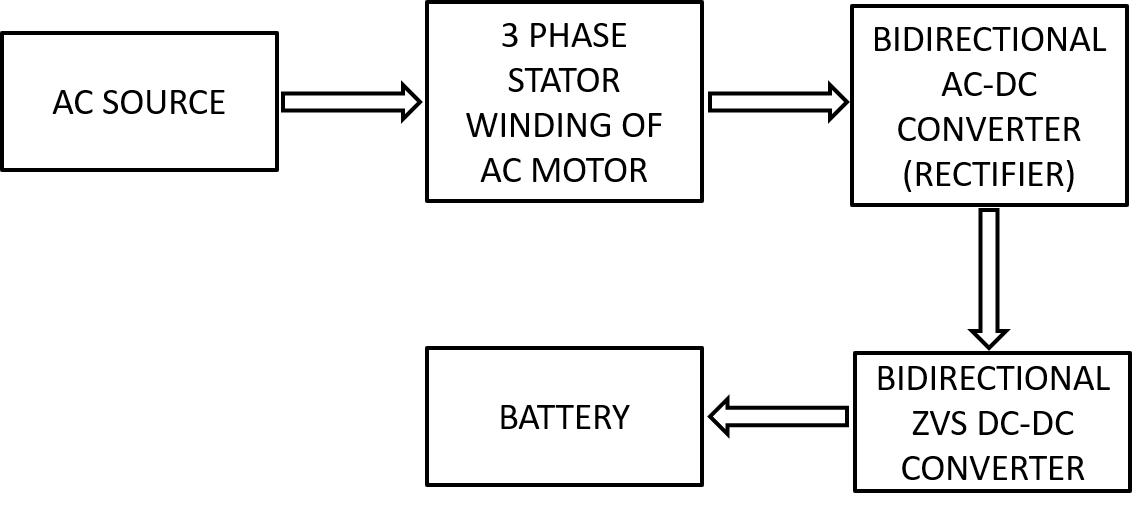 AC SOURCE
3 PHASE
STATOR
WINDING OF
AC MOTOR
BIDIRECTIONAL
AC-DC
CONVERTER
(RECTIFIER)
BATTERY
BIDIRECTIONAL
ZVS DC-DC
CONVERTER